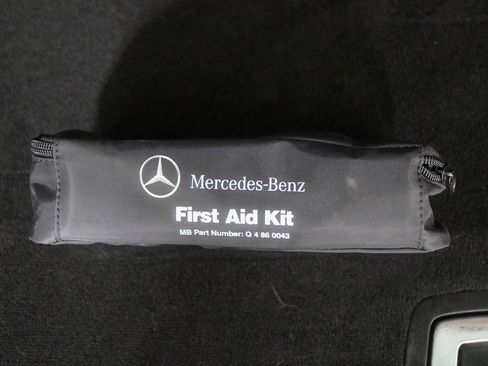 Mercedes-Benz
First Aid Kit
MB Part Number: Q 4 86 0043